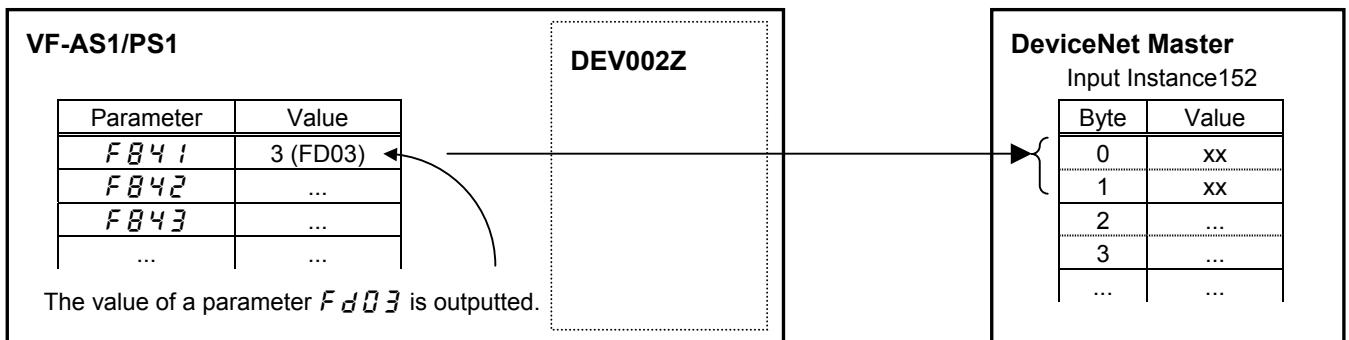 VF-AS1/PS1
DEV002Z
Parameter Value
F841 3 (FD03)
F842 ...
F843 ...
... ...
The value of a parameter Fd03 is outputted.
DeviceNet Master
Input Instance152
Byte Value
0 xx
1 xx
2 ...
3 ...
... ...